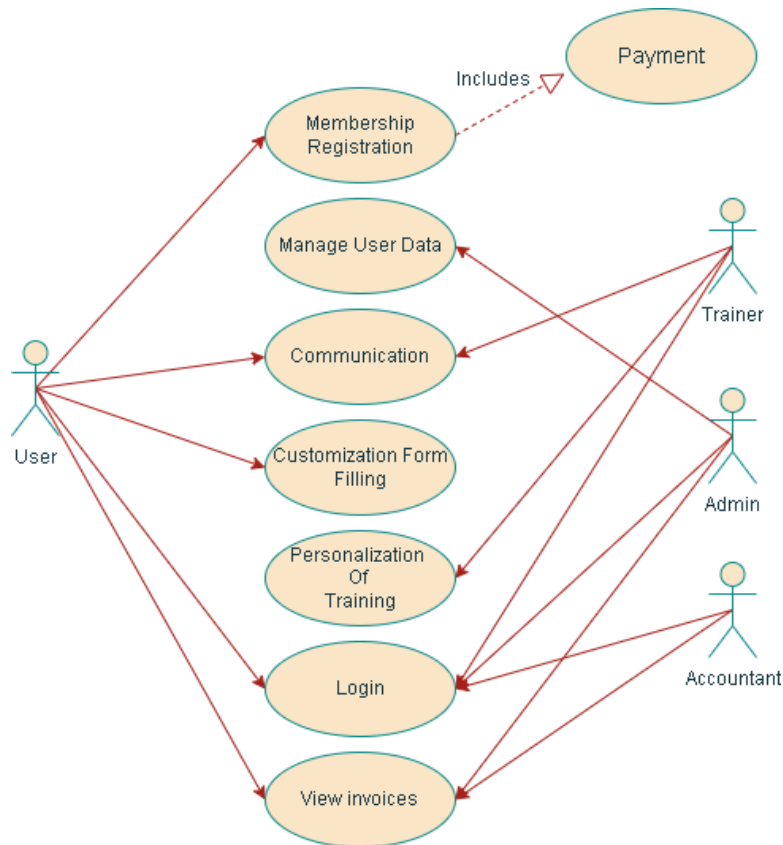 Payment
Includes
Membership
Registration
Manage User Data
Trainer
Communication
User
Customization Form
Filling
Admin
Personalization
Of
Training
Accountant
Login
View invoices